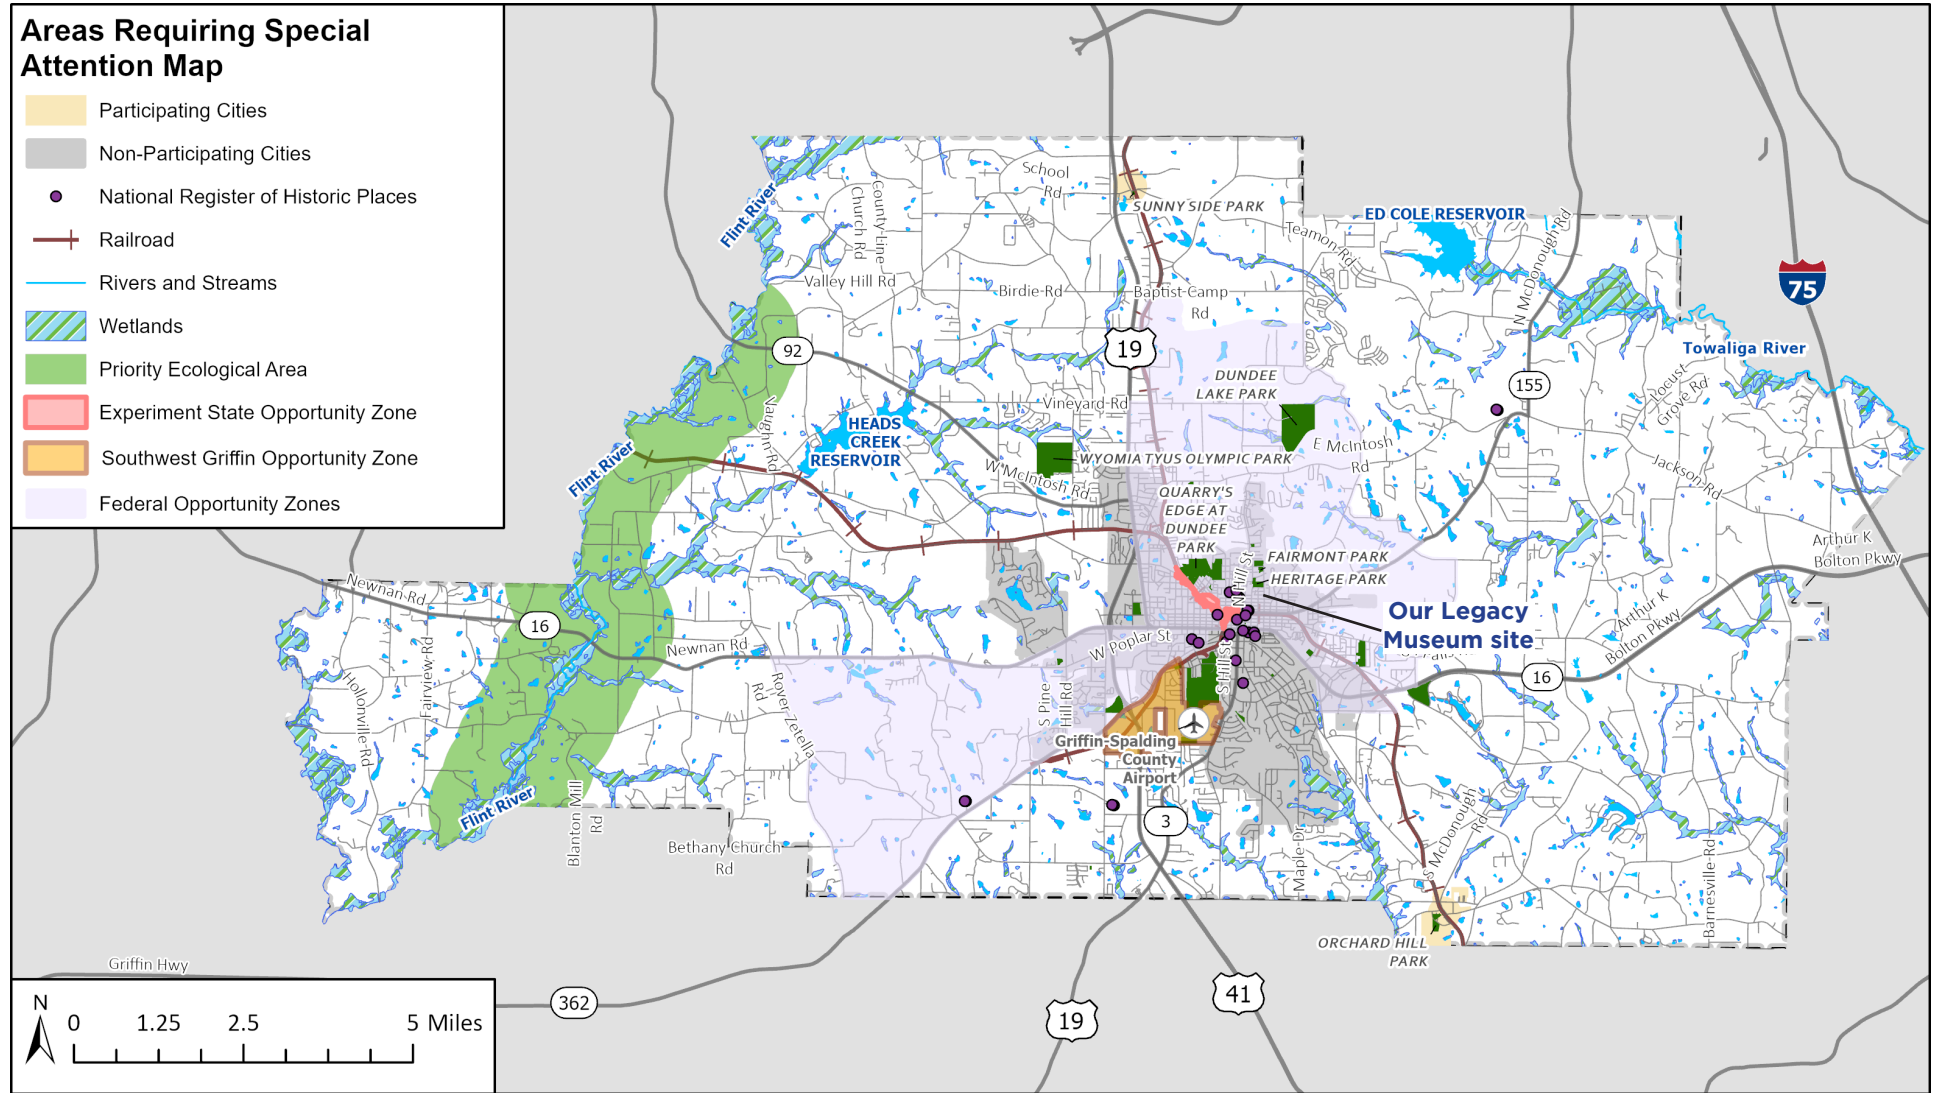 Areas Requiring Special
Attention Map
Participating Cities
Non-Participating Cities
National Register of Historic Places
Railroad
Rivers and Streams
Wetlands
Priority Ecological Area
Experiment State Opportunity Zone
Southwest Griffin Opportunity Zone
Federal Opportunity Zones
School
Rd
County-Line
Church Rd
Flint River
SUNNY SIDE PARK
ED COLE RESERVOIR
Teamon-Rd
N McDonough Rd
75
Valley Hill Rd
Birdie-Rd
Baptist-Camp
Rd
92
19
Towaliga River
DUNDEE
LAKE PARK
155
Locust
Grove Rd
Vaughn-Rd
Vineyard-Rd
HEADS
CREEK
RESERVOIR
E McIntosh
Rd
WYOMIA TYUS OLYMPIC PARK
W McIntosh Rd
Jackson-Rd
Flint River
QUARRY'S
EDGE AT
DUNDEE
PARK
Arthur K
Bolton Pkwy
FAIRMONT PARK
HERITAGE PARK
N Hill St
Newnan Rd
Our Legacy
Museum site
Arthur K
Bolton Pkwy
16
Newnan Rd
W Poplar St
S Hill St
16
Hollonville-Rd
Fairview-Rd
Rover Zetella
Rd
S Pine
Hill Rd
Griffin-Spalding
County
Airport
Flint River
Blanton Mill
Rd
3
Bethany Church
Rd
Maple-Dr
S McDonough
Rd
Barnesville-Rd
ORCHARD HILL
PARK
Griffin Hwy
362
19
41
N
0 1.25 2.5 5 Miles